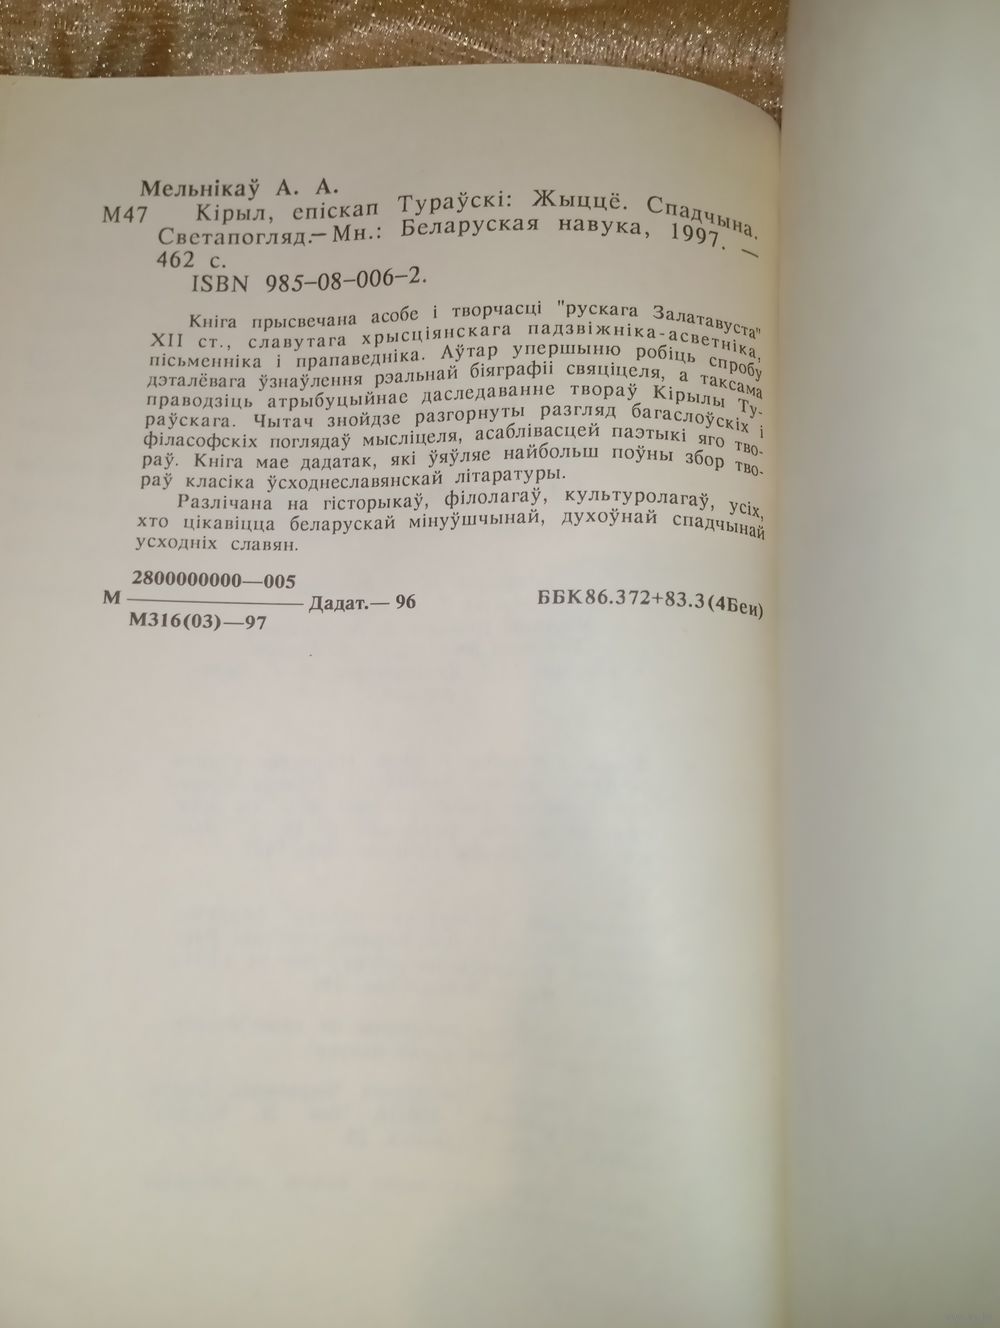 Мельнікаў А. А.
М47 Кірыл, епіскап Тураўскі: Жыццё. Спадчына.
Светапогляд.— Мн.: Беларуская навука, 1997. —
462 с.
ISBN 985—08—006—2.
Кніга прысвечана асобе і творчасці "рускага Залатавуста"
XII ст., славутага хрысціянскага падзвіжніка-асветніка,
пісьменніка і прапаведніка. Аўтар упершыню робіць спробу
дэталёвага ўзнаўлення рэальнай біяграфіі свяціцеля, а таксама
праводзіць атрыбуцыйнае даследаванне твораў Кірылы Ту-
раўскага. Чытач знойдзе разгорнуты разгляд багаслоўскіх і
філасофскіх поглядаў мысліцеля, асаблівасцей паэтыкі яго тво-
раў. Кніга мае дадатак, які ўяўляе найбольш поўны збор тво-
раў класіка ўсходнеславянскай літаратуры.
Разлічана на гісторыкаў, філолагаў, культуролагаў, усіх,
хто цікавіцца беларускай мінуўшчынай, духоўнай спадчынай
усходніх славян.
2800000000—005
М Дадат.— 96 ББК86.372+83.3(4Беи)
М316(03)—97